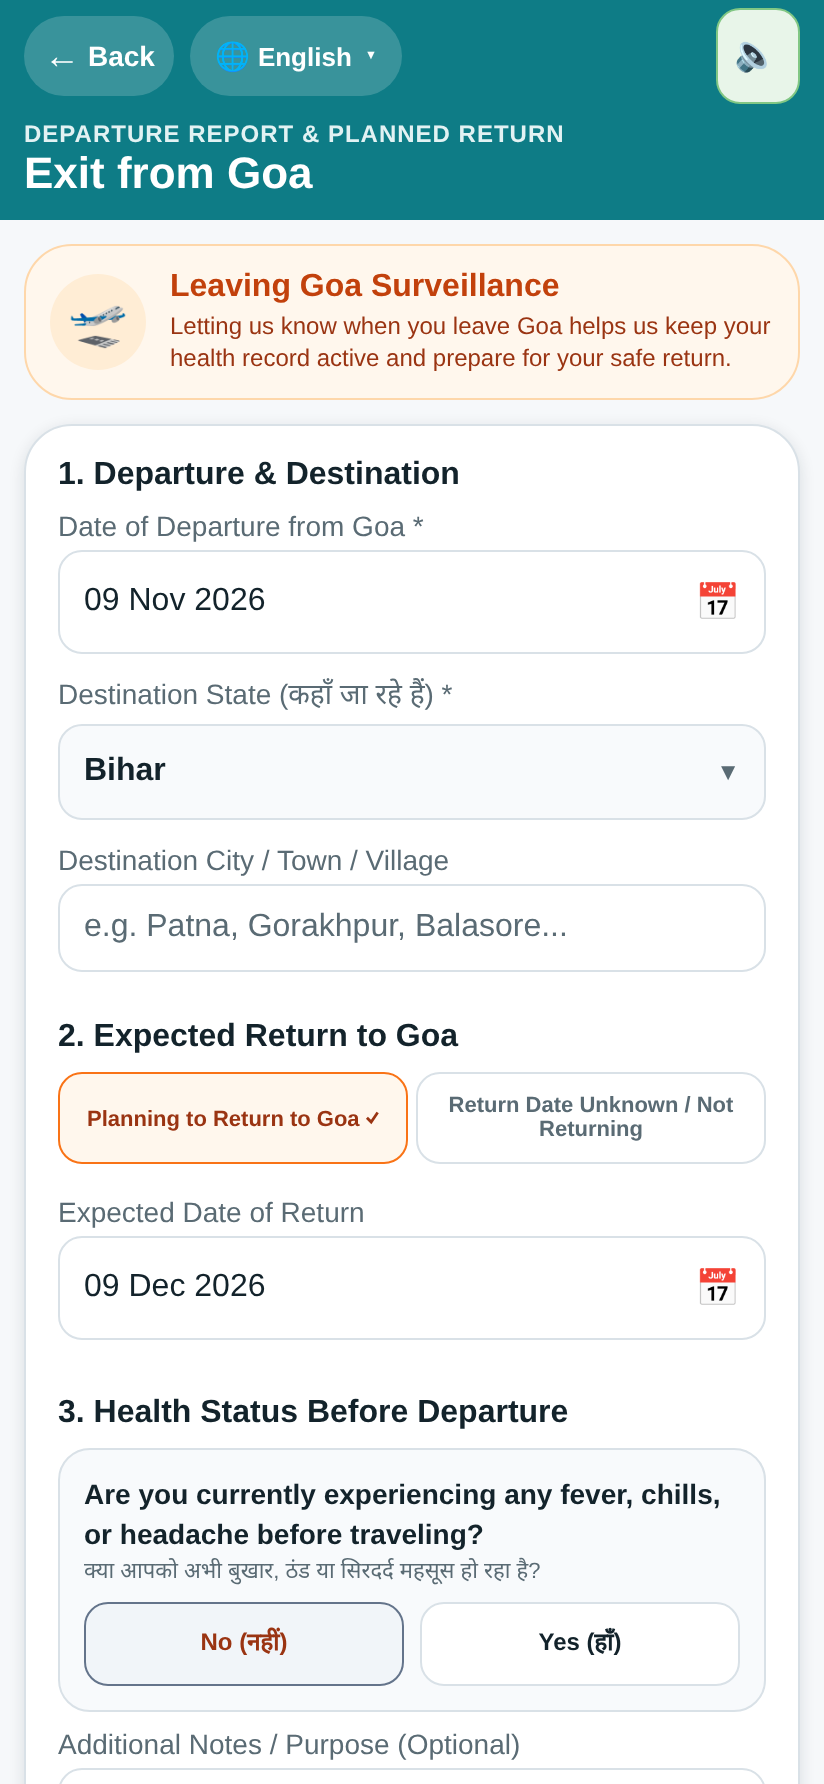 ← Back
🌐 English ▼
DEPARTURE REPORT & PLANNED RETURN
Exit from Goa
Leaving Goa Surveillance
Letting us know when you leave Goa helps us keep your
health record active and prepare for your safe return.
1. Departure & Destination
Date of Departure from Goa *
09 Nov 2026
Destination State (कहाँ जा रहे हैं) *
Bihar ▼
Destination City / Town / Village
e.g. Patna, Gorakhpur, Balasore...
2. Expected Return to Goa
Planning to Return to Goa ✓
Return Date Unknown / Not
Returning
Expected Date of Return
09 Dec 2026
3. Health Status Before Departure
Are you currently experiencing any fever, chills,
or headache before traveling?
क्या आपको अभी बुखार, ठंड या सिरदर्द महसूस हो रहा है?
No (नहीं)
Yes (हाँ)
Additional Notes / Purpose (Optional)